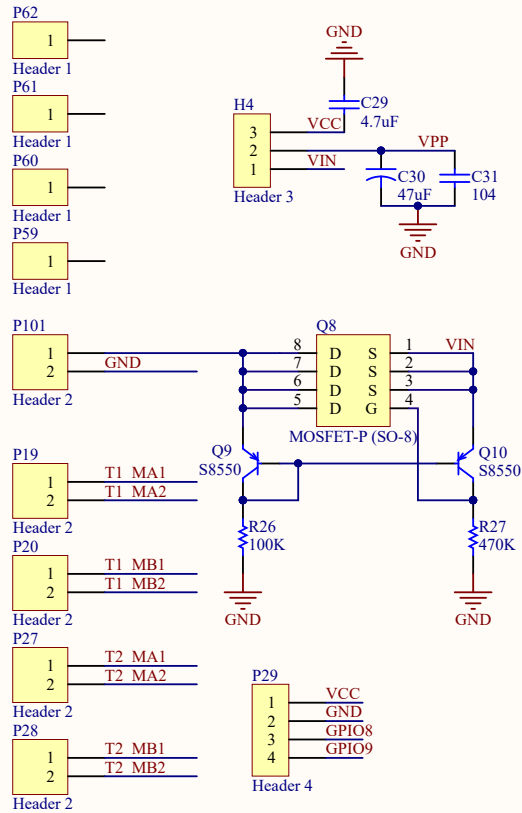 P62
1
Header 1
P61
1
Header 1
P60
1
Header 1
P59
1
Header 1
GND
C29
4.7uF
H4
3
2
1
VCC
VIN
Header 3
VPP
C30
47uF
C31
104
GND
P101
1
2
GND
Header 2
Q8
8 D S 1 VIN
7 D S 2
6 D S 3
5 D G 4
MOSFET-P (SO-8)
Q9
S8550
Q10
S8550
R26
100K
R27
470K
GND
GND
P19
1 T1 MA1
2 T1 MA2
Header 2
P20
1 T1 MB1
2 T1 MB2
Header 2
P27
1 T2 MA1
2 T2 MA2
Header 2
P28
1 T2 MB1
2 T2 MB2
Header 2
P29
1 VCC
2 GND
3 GPIO8
4 GPIO9
Header 4